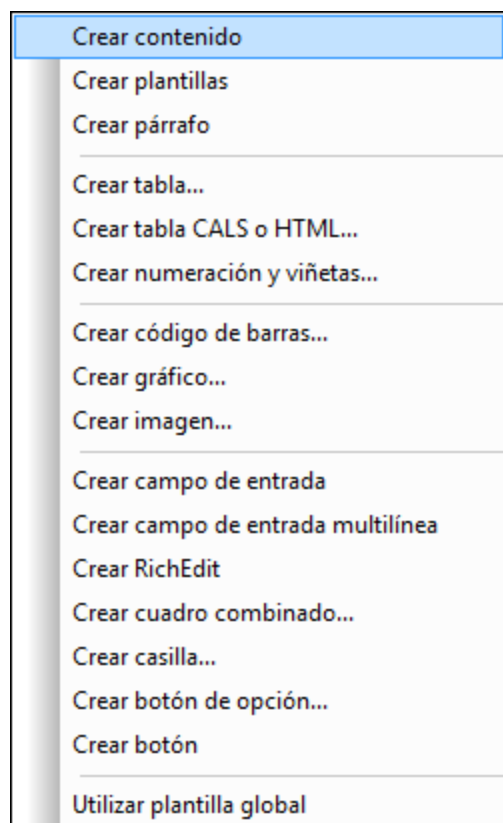 Crear contenido
Crear plantillas
Crear párrafo
Crear tabla...
Crear tabla CALS o HTML...
Crear numeración y viñetas...
Crear código de barras...
Crear gráfico...
Crear imagen...
Crear campo de entrada
Crear campo de entrada multilínea
Crear RichEdit
Crear cuadro combinado...
Crear casilla...
Crear botón de opción...
Crear botón
Utilizar plantilla global